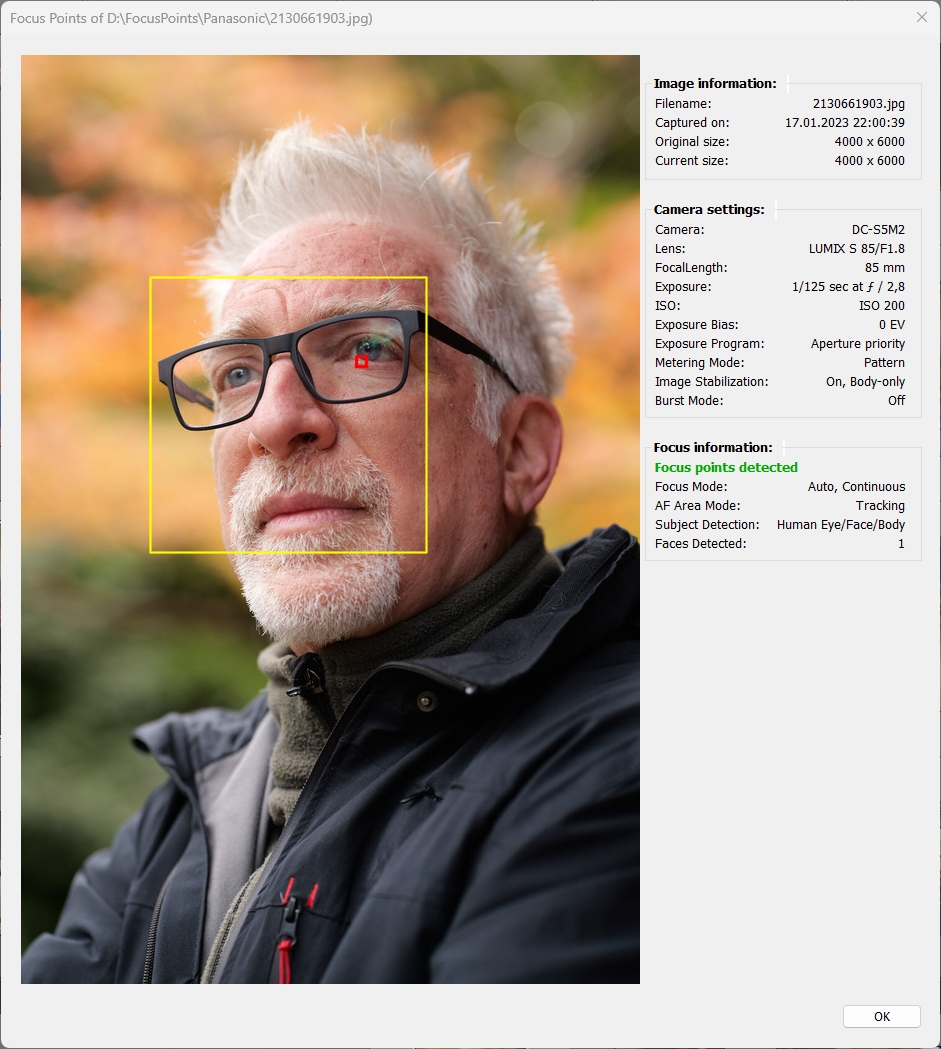 Focus Points of D:\FocusPoints\Panasonic\2130661903.jpg)
Image information:
Filename: 2130661903.jpg
Captured on: 17.01.2023 22:00:39
Original size: 4000 x 6000
Current size: 4000 x 6000
Camera settings:
Camera: DC-S5M2
Lens: LUMIX S 85/F1.8
FocalLength: 85 mm
Exposure: 1/125 sec at ƒ / 2,8
ISO: ISO 200
Exposure Bias: 0 EV
Exposure Program: Aperture priority
Metering Mode: Pattern
Image Stabilization: On, Body-only
Burst Mode: Off
Focus information:
Focus points detected
Focus Mode: Auto, Continuous
AF Area Mode: Tracking
Subject Detection: Human Eye/Face/Body
Faces Detected: 1
OK